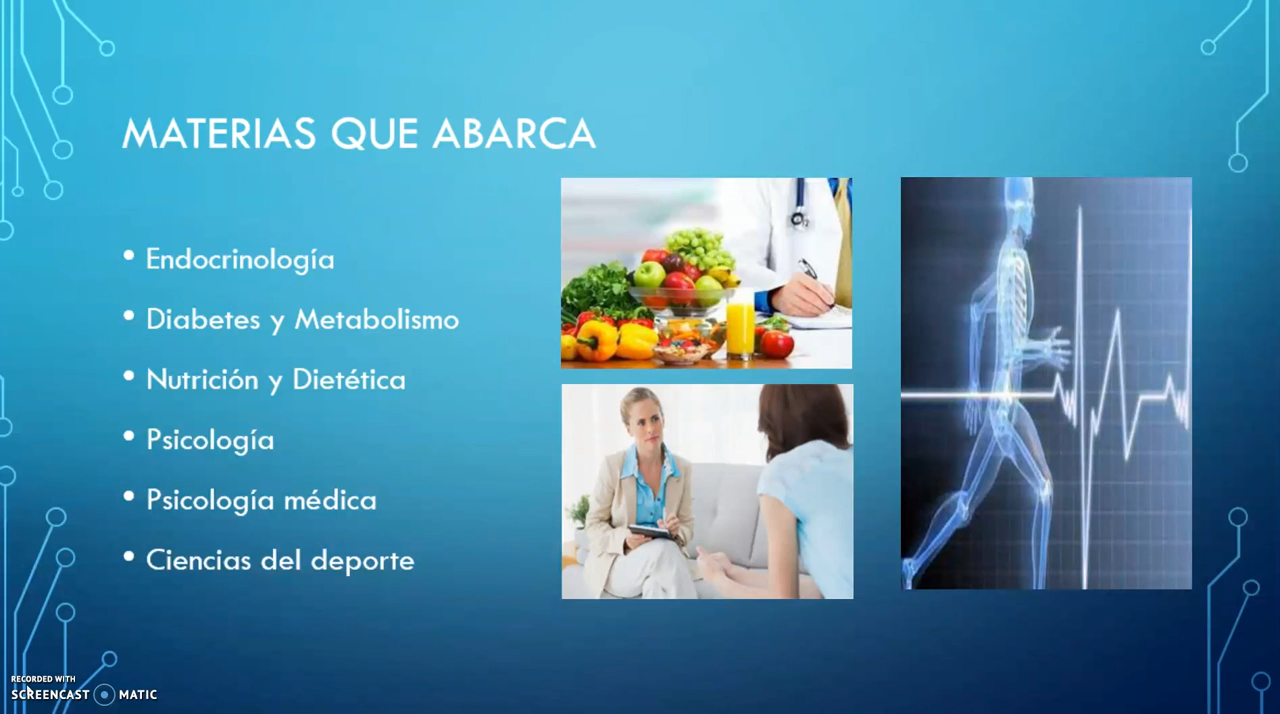 MATERIAS QUE ABARCA
• Endocrinología
• Diabetes y Metabolismo
• Nutrición y Dietética
• Psicología
• Psicología médica
• Ciencias del deporte
RECORDED WITH
SCREENCAST MATIC